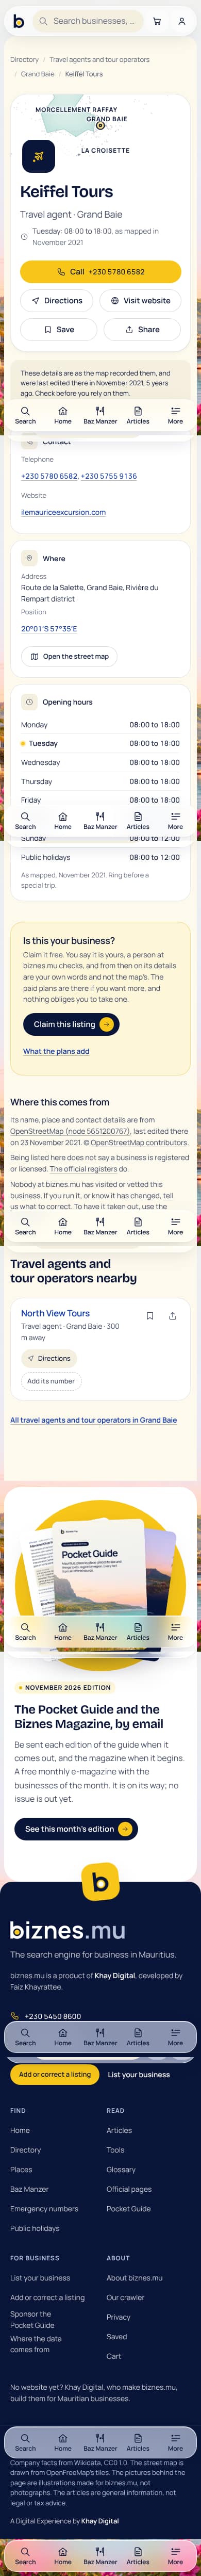 b
Search businesses, ...
Directory / Travel agents and tour operators
/ Grand Baie / Keiffel Tours
MORCELLEMENT RAFFAY
GRAND BAIE
LA CROISETTE
Keiffel Tours
Travel agent · Grand Baie
Tuesday: 08:00 to 18:00, as mapped in
November 2021
Call +230 5780 6582
Directions
Visit website
Save
Share
These details are as the map recorded them, and
were last edited there in November 2021, 5 years
ago. Check before you rely on them.
Search
Home
Baz Manzer
Articles
More
Contact
Telephone
+230 5780 6582, +230 5755 9136
Website
ilemauriceexcursion.com
Where
Address
Route de la Salette, Grand Baie, Rivière du
Rempart district
Position
20°01′S 57°35′E
Open the street map
Opening hours
Monday 08:00 to 18:00
Tuesday 08:00 to 18:00
Wednesday 08:00 to 18:00
Thursday 08:00 to 18:00
Friday 08:00 to 18:00
Search
Home
Baz Manzer
Articles
More
Sunday 08:00 to 12:00
Public holidays 08:00 to 12:00
As mapped, November 2021. Ring before a
special trip.
Is this your business?
Claim it free. You say it is yours, a person at
biznes.mu checks, and from then on its details
are your own words and not the map's. The
paid plans are there if you want more, and
nothing obliges you to take one.
Claim this listing
What the plans add
Where this comes from
Its name, place and contact details are from
OpenStreetMap (node 5651200767), last edited there
on 23 November 2021. © OpenStreetMap contributors.
Being listed here does not say a business is registered
or licensed. The official registers do.
Nobody at biznes.mu has visited or vetted this
business. If you run it, or know it has changed, tell
us what to correct. To have it taken out, use the
Search
Home
Baz Manzer
Articles
More
Travel agents and
tour operators nearby
North View Tours
Travel agent · Grand Baie · 300
m away
Directions
Add its number
All travel agents and tour operators in Grand Baie
biznes.mu
Pocket Guide
Search
Home
Baz Manzer
Articles
More
NOVEMBER 2026 EDITION
The Pocket Guide and the
Biznes Magazine, by email
Be sent each edition of the guide when it
comes out, and the magazine when it begins.
A free monthly e-magazine with the
businesses of the month. It is on its way; no
issue is out yet.
See this month's edition
b
biznes.mu
The search engine for business in Mauritius.
biznes.mu is a product of Khay Digital, developed by
Faiz Khayrattee.
+230 5450 8600
Search
Home
Baz Manzer
Articles
More
Add or correct a listing
List your business
FIND
Home
Directory
Places
Baz Manzer
Emergency numbers
Public holidays
READ
Articles
Tools
Glossary
Official pages
Pocket Guide
FOR BUSINESS
List your business
Add or correct a listing
Sponsor the
Pocket Guide
Where the data
comes from
ABOUT
About biznes.mu
Our crawler
Privacy
Saved
Cart
No website yet? Khay Digital, who make biznes.mu,
build them for Mauritian businesses.
Search
Home
Baz Manzer
Articles
More
Company facts from Wikidata, CC0 1.0. The street map is
drawn from OpenFreeMap's tiles. The pictures behind the
page are illustrations made for biznes.mu, not
photographs. The articles are general information, not
legal or tax advice.
A Digital Experience by Khay Digital
Search
Home
Baz Manzer
Articles
More